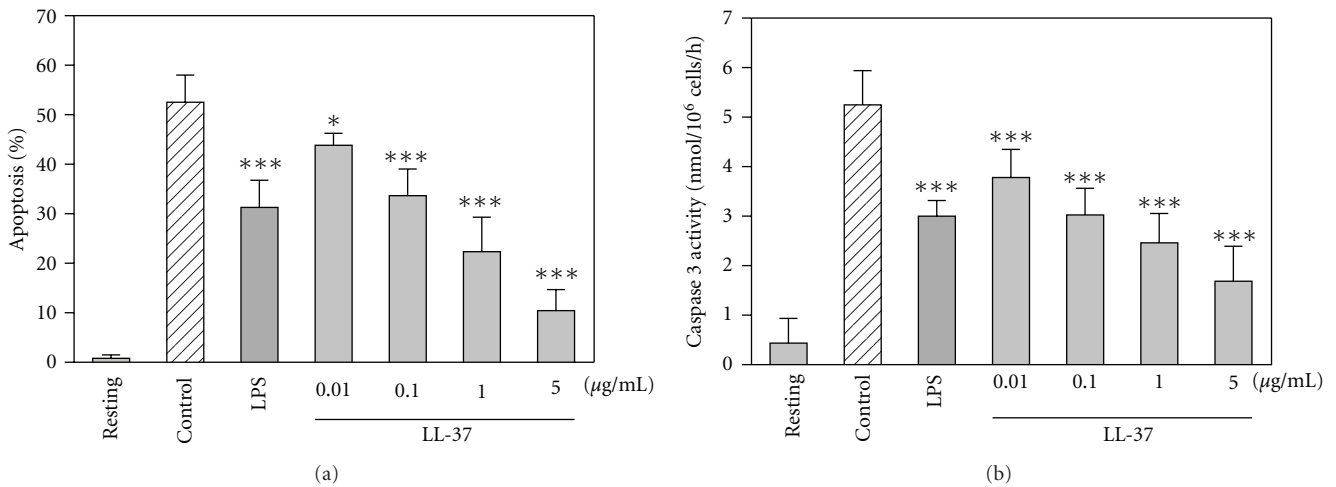 70
60
50
40
30
20
10
0
Apoptosis (%)
***
*
***
***
***
Resting
Control
LPS
0.01
0.1
1
5
(µg/mL)
LL-37
(a)
7
6
5
4
3
2
1
0
Caspase 3 activity (nmol/10⁶ cells/h)
***
***
***
***
***
Resting
Control
LPS
0.01
0.1
1
5
(µg/mL)
LL-37
(b)